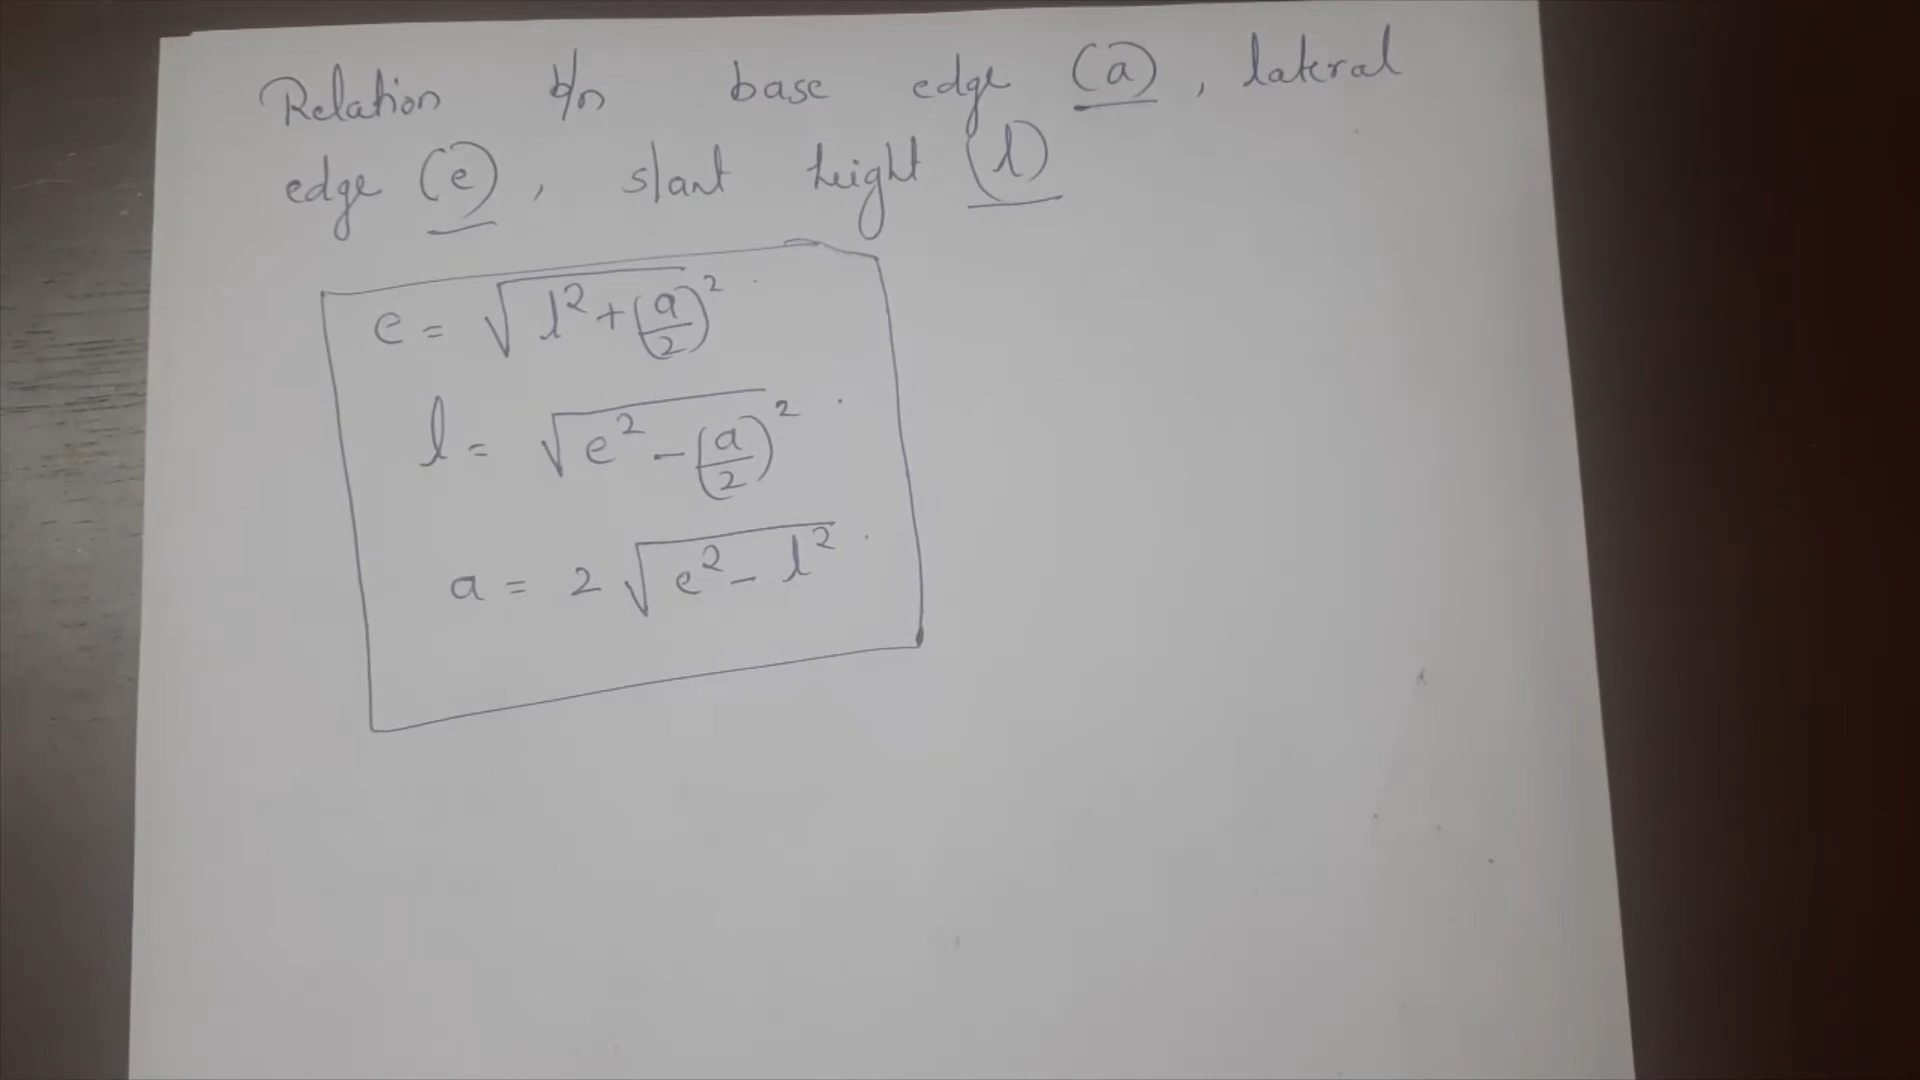 Relation b/n base edge (a), lateral
edge (e), slant height (l)
e = √(l² + (a/2)²)
l = √(e² - (a/2)²)
a = 2√(e² - l²)